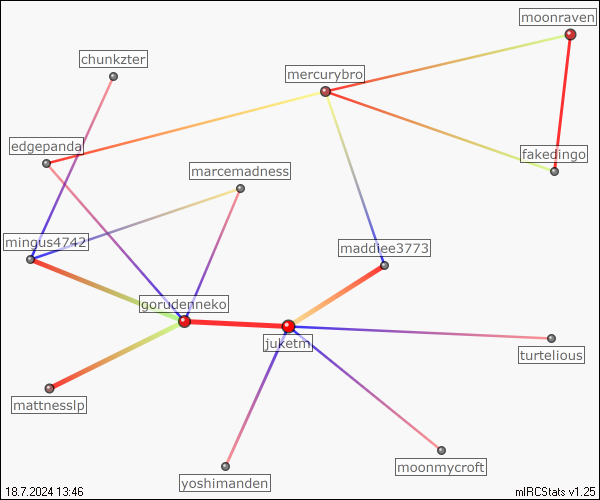 moonraven
chunkzter
mercurybro
edgepanda
fakedingo
marcemadness
mingus4742
maddiee3773
gorudenneko
juketm
turtelious
mattnesslp
moonmycroft
yoshimanden
18.7.2024 13:46
mIRCStats v1.25